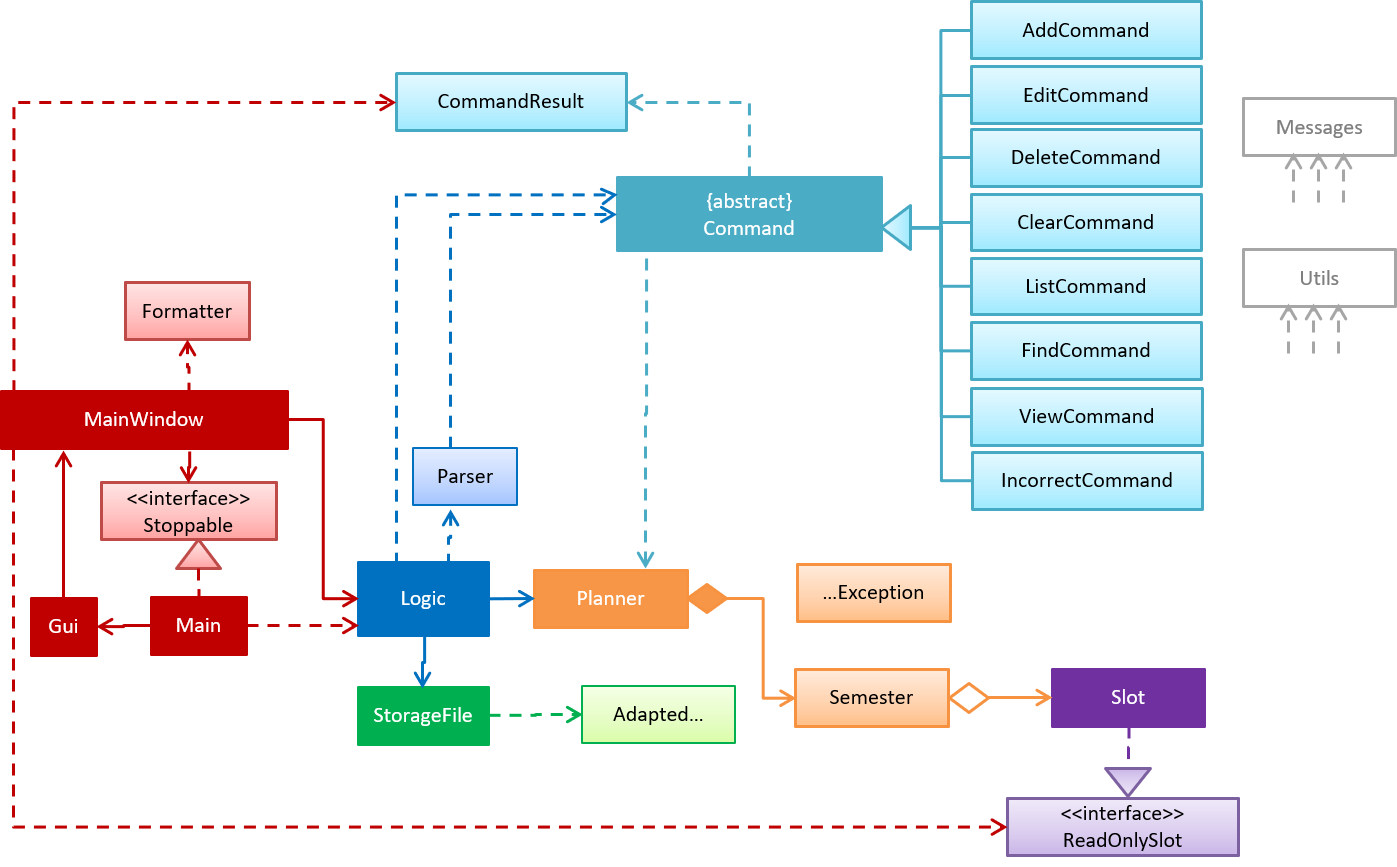 AddCommand
EditCommand
CommandResult
Messages
DeleteCommand
{abstract}
Command
ClearCommand
ListCommand
Utils
Formatter
FindCommand
MainWindow
ViewCommand
Parser
IncorrectCommand
<<interface>>
Stoppable
Gui
Main
Logic
Planner
...Exception
Semester
Slot
StorageFile
Adapted...
<<interface>>
ReadOnlySlot